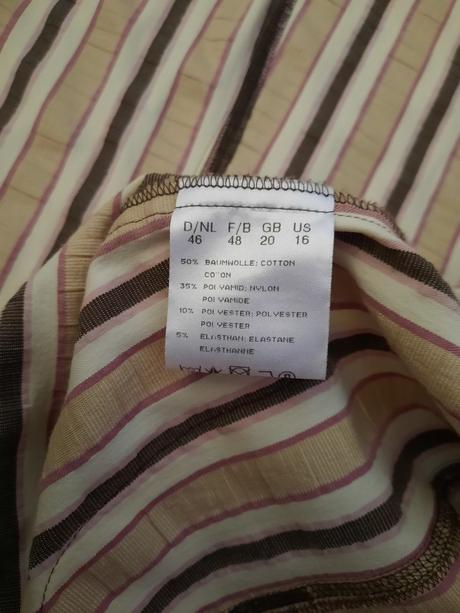 D/NL F/B GB US
46 48 20 16
50% BAUMWOLLE; COTTON
COTON
35% POLYAMID; NYLON
POLYAMIDE
10% POLYESTER; POLYESTER
POLYESTER
5% ELASTHAN; ELASTANE
ELASTHANNE